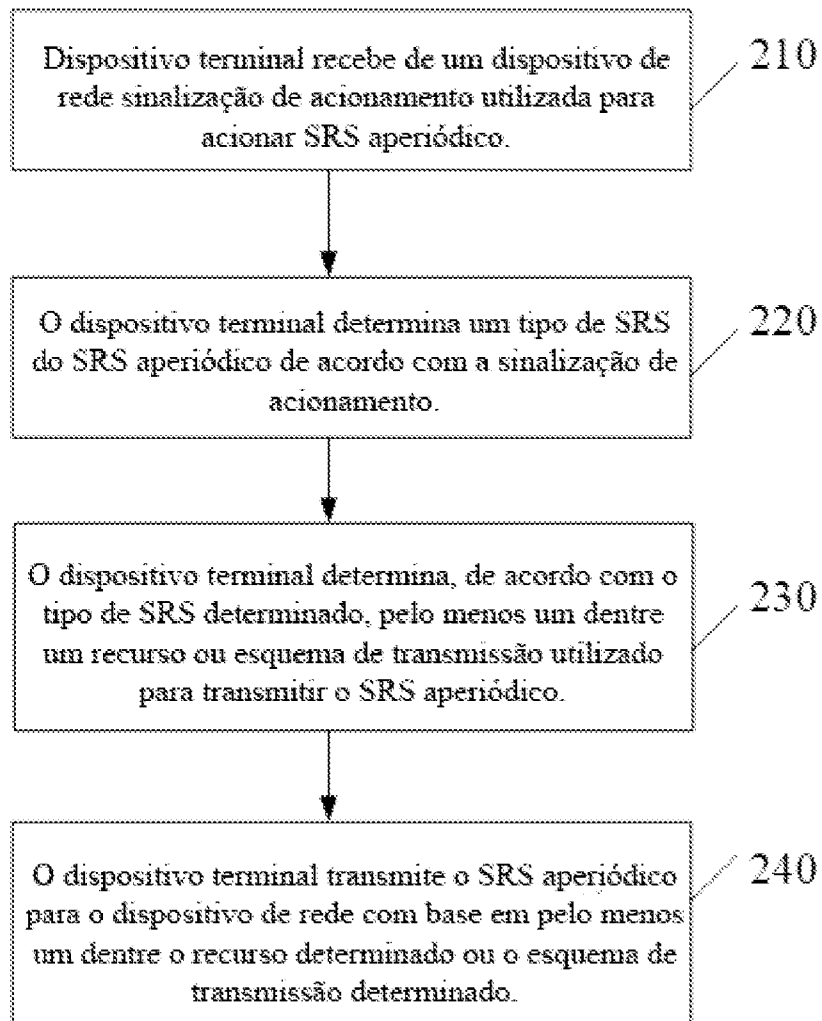 Dispositivo terminal recebe de um dispositivo de
rede sinalização de acionamento utilizada para
acionar SRS aperiódico.
210
O dispositivo terminal determina um tipo de SRS
do SRS aperiódico de acordo com a sinalização de
acionamento.
220
O dispositivo terminal determina, de acordo com o
tipo de SRS determinado, pelo menos um dentre
um recurso ou esquema de transmissão utilizado
para transmitir o SRS aperiódico.
230
O dispositivo terminal transmite o SRS aperiódico
para o dispositivo de rede com base em pelo menos
um dentre o recurso determinado ou o esquema de
transmissão determinado.
240